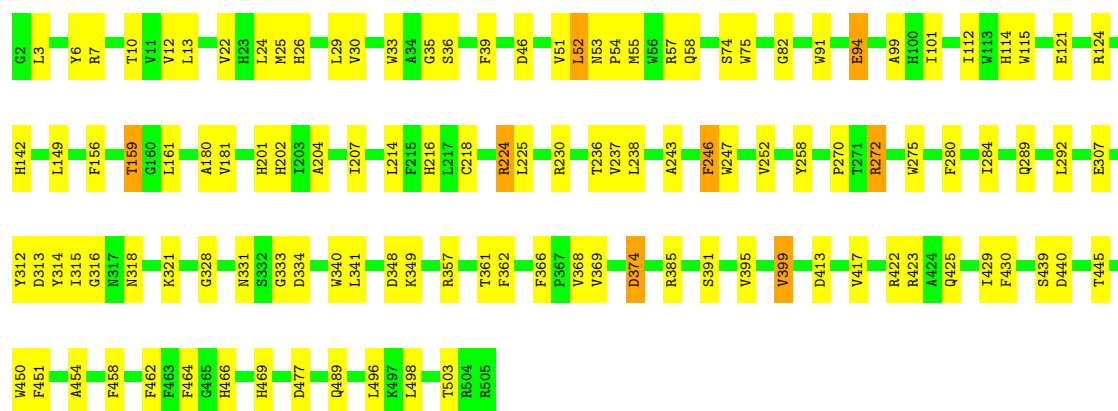 G2 L3 Y6 R7 T10 V11 V12 L13 V22 H23 L24 M25 H26 L29 V30 W33 A34 G35 S36 F39 D46 V51 L52 N53 P54 M55 W56 R57 Q58 S74 W75 G82 W91 E94 A99 H100 I101 I112 W113 H114 W115 E121 R124
H142 L149 F156 T159 G160 L161 A180 V181 H201 H202 I203 A204 I207 L214 F215 H216 L217 C218 R224 L225 R230 T236 V237 L238 A243 F246 W247 V252 Y258 P270 T271 R272 W275 F280 I284 Q289 L292 E307
Y312 D313 Y314 I315 G316 N317 N318 K321 G328 N331 S332 G333 D334 W340 L341 D348 K349 R357 T361 F362 F366 P367 V368 V369 D374 R385 S391 V395 V399 D413 V417 R422 R423 A424 Q425 I429 F430 S439 D440 T445
W450 F451 A454 F458 F462 F463 F464 G465 H466 H469 D477 Q489 L496 K497 L498 T503 R504 R505